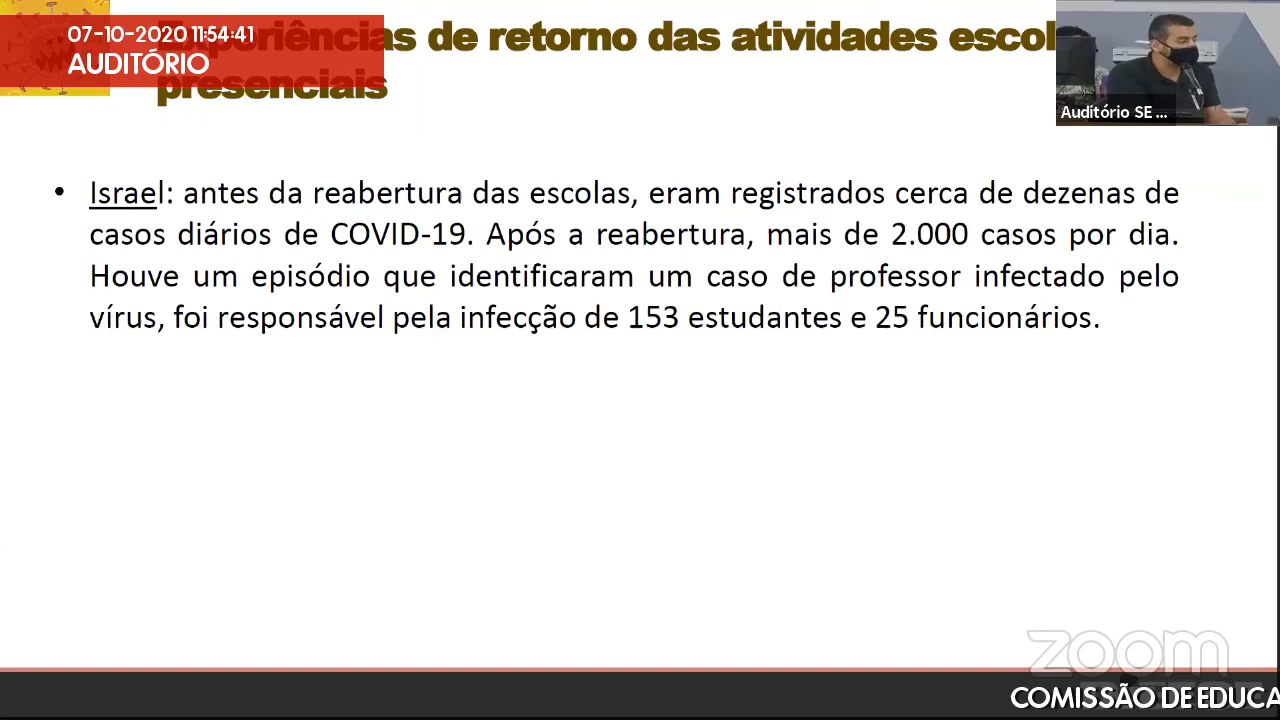 07-10-2020 11:54:41
AUDITÓRIO
Experiências de retorno das atividades escol
presenciais
Auditório SE ...
• Israel: antes da reabertura das escolas, eram registrados cerca de dezenas de
casos diários de COVID-19. Após a reabertura, mais de 2.000 casos por dia.
Houve um episódio que identificaram um caso de professor infectado pelo
vírus, foi responsável pela infecção de 153 estudantes e 25 funcionários.
zoom
COMISSÃO DE EDUCA